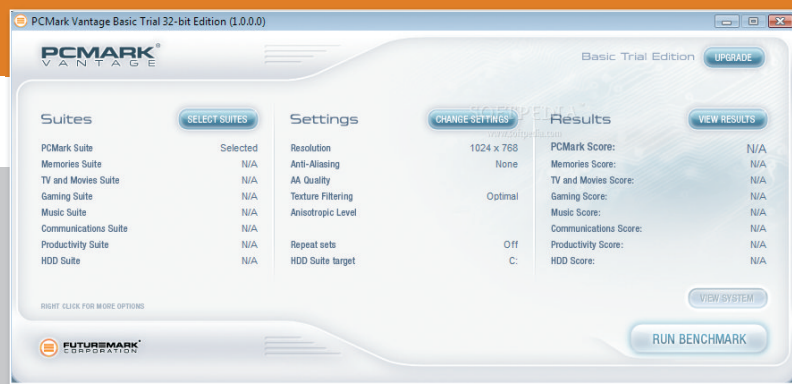 PCMark Vantage Basic Trial 32-bit Edition (1.0.0.0)
PCMARK®
VANTAGE
Basic Trial Edition
UPGRADE
Suites
SELECT SUITES
PCMark Suite Selected
Memories Suite N/A
TV and Movies Suite N/A
Gaming Suite N/A
Music Suite N/A
Communications Suite N/A
Productivity Suite N/A
HDD Suite N/A
Settings
CHANGE SETTINGS
Resolution 1024 x 768
Anti-Aliasing None
AA Quality
Texture Filtering Optimal
Anisotropic Level
Repeat sets Off
HDD Suite target C:
SOFTPEDIA
www.softpedia.com
Results
VIEW RESULTS
PCMark Score: N/A
Memories Score: N/A
TV and Movies Score: N/A
Gaming Score: N/A
Music Score: N/A
Communications Score: N/A
Productivity Score: N/A
HDD Score: N/A
RIGHT CLICK FOR MORE OPTIONS
VIEW SYSTEM
FUTUREMARK®
CORPORATION
RUN BENCHMARK